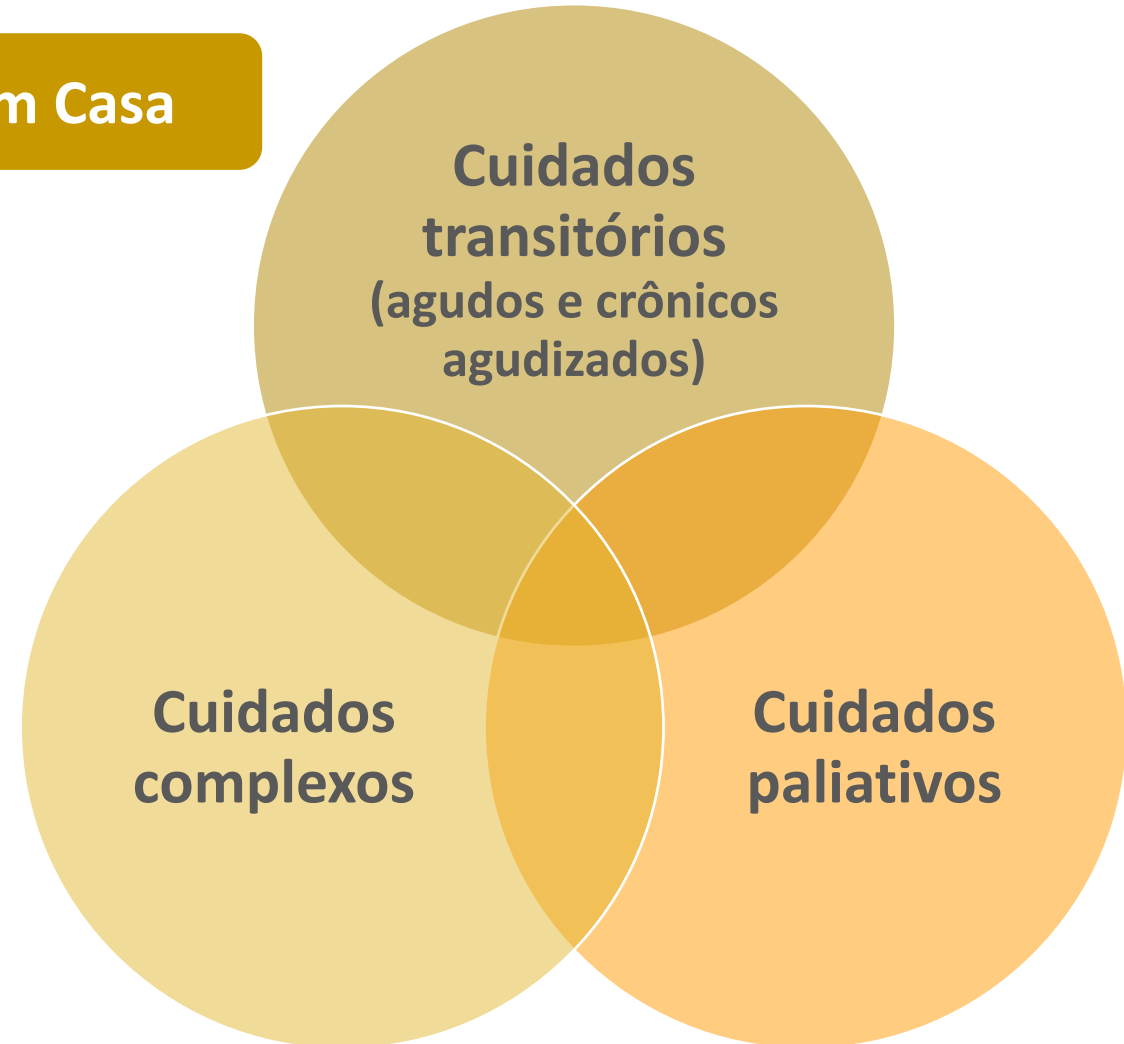 m Casa
Cuidados
transitórios
(agudos e crônicos
agudizados)
Cuidados
complexos
Cuidados
paliativos